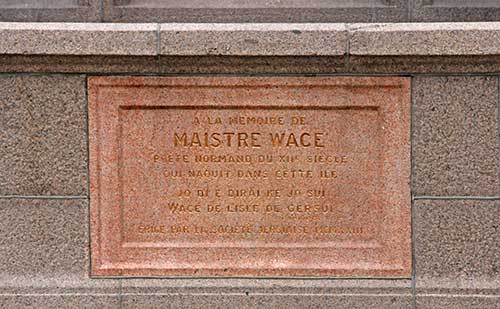 A LA MEMOIRE DE
MAISTRE WACE
POETE NORMAND DU XIIE SIECLE
QUI NAQUIT DANS CETTE ILE
JO DI E DIRAI KE JO SUI
WACE DE L'ISLE DE GERSUI
ERIGE PAR LA SOCIETE JERSIAISE MCMXXIII